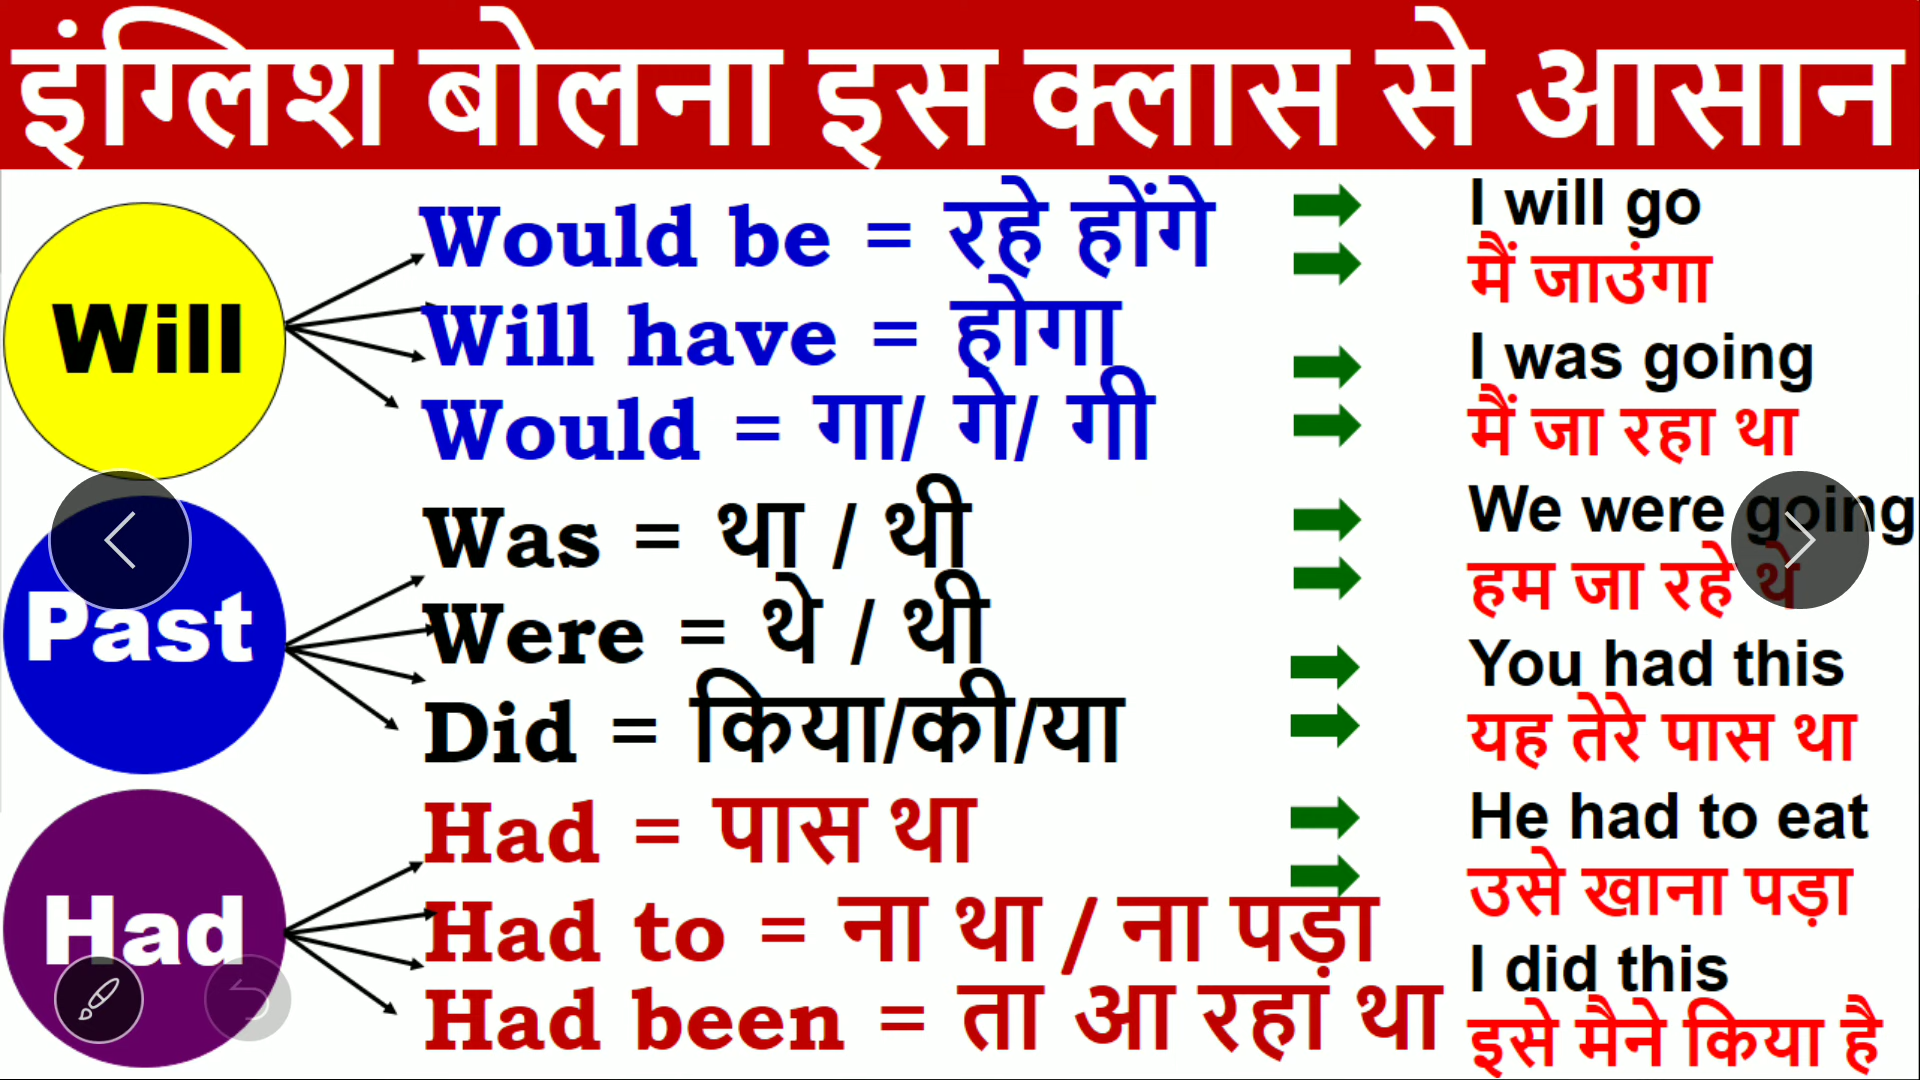 इंग्लिश बोलना इस क्लास से आसान
Will
Would be = रहे होंगे
Will have = होगा
Would = गा/ गे/ गी
Past
Was = था / थी
Were = थे / थी
Did = किया/की/या
Had
Had = पास था
Had to = ना था / ना पड़ा
Had been = ता आ रहा था
I will go
मैं जाउंगा
I was going
मैं जा रहा था
We were going
हम जा रहे थे
You had this
यह तेरे पास था
He had to eat
उसे खाना पड़ा
I did this
इसे मैने किया है